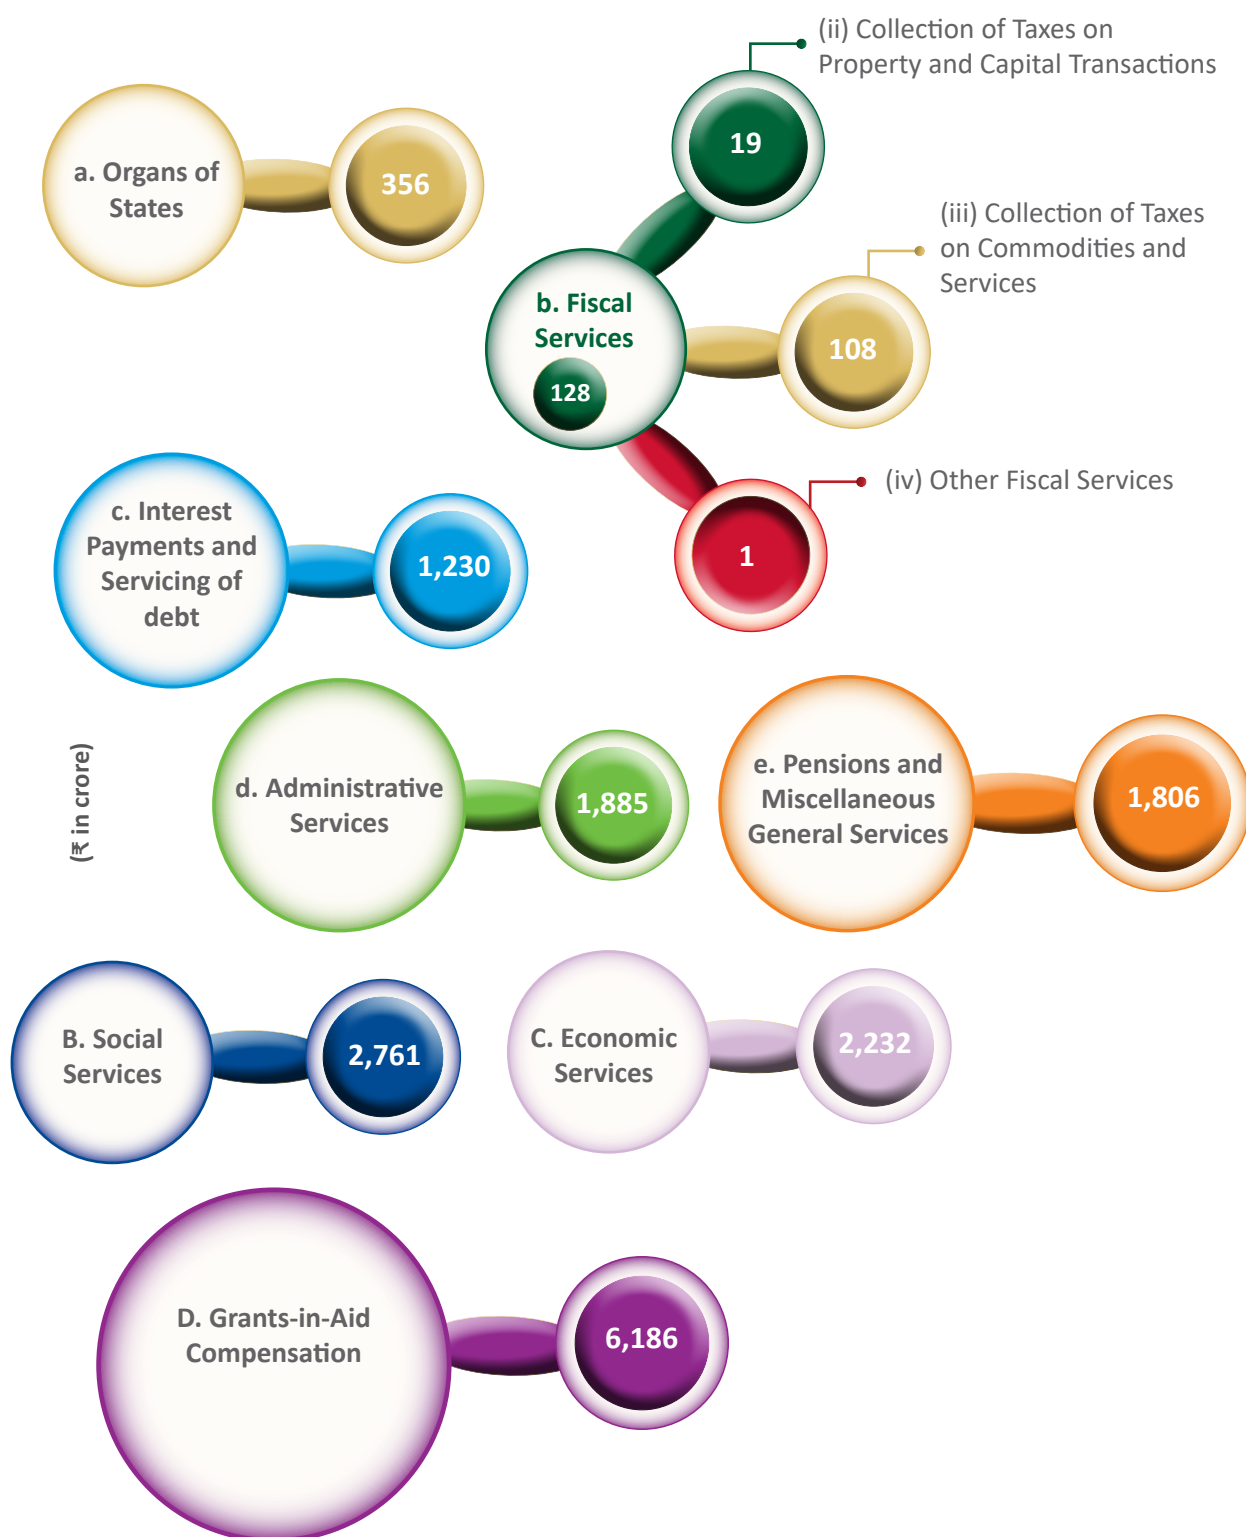 (ii) Collection of Taxes on
Property and Capital Transactions
19
a. Organs of
States
356
(iii) Collection of Taxes
on Commodities and
Services
108
b. Fiscal
Services
128
(iv) Other Fiscal Services
1
c. Interest
Payments and
Servicing of
debt
1,230
(₹ in crore)
d. Administrative
Services
1,885
e. Pensions and
Miscellaneous
General Services
1,806
B. Social
Services
2,761
C. Economic
Services
2,232
D. Grants-in-Aid
Compensation
6,186